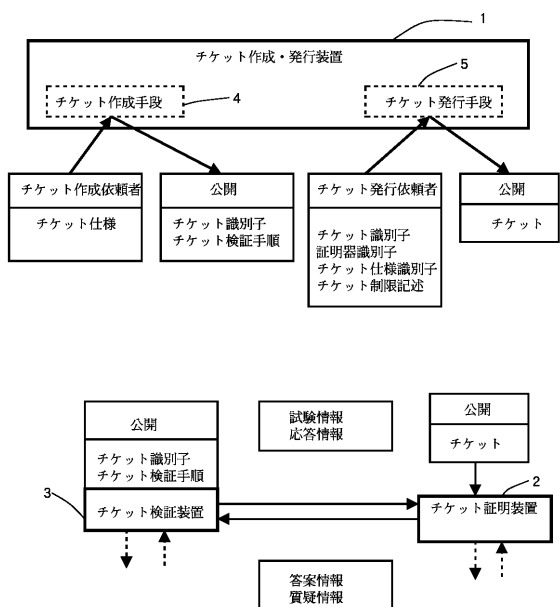 1
チケット作成・発行装置
5
チケット作成手段
4
チケット発行手段
チケット作成依頼者
チケット仕様
公開
チケット識別子
チケット検証手順
チケット発行依頼者
チケット識別子
証明器識別子
チケット仕様識別子
チケット制限記述
公開
チケット
公開
チケット識別子
チケット検証手順
3
チケット検証装置
試験情報
応答情報
公開
チケット
2
チケット証明装置
答案情報
質疑情報